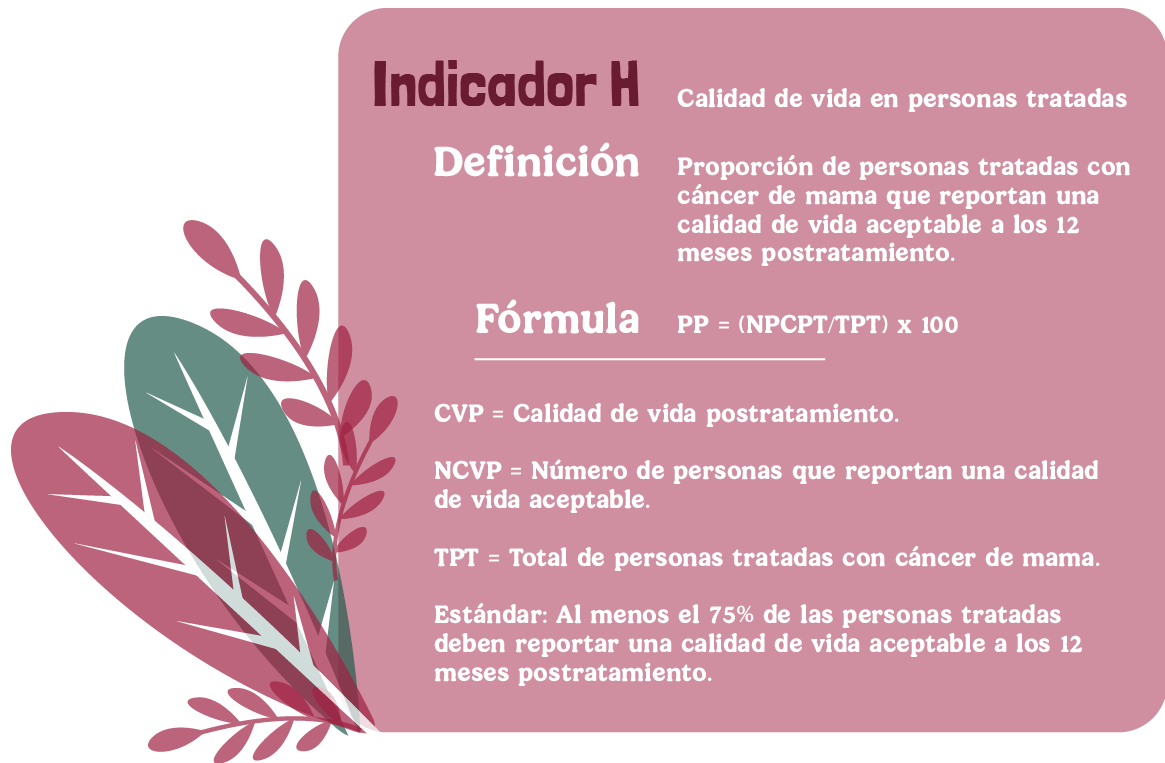 Indicador H
Calidad de vida en personas tratadas
Definición
Proporción de personas tratadas con
cáncer de mama que reportan una
calidad de vida aceptable a los 12
meses postratamiento.
Fórmula
PP = (NPCPT/TPT) x 100
CVP = Calidad de vida postratamiento.
NCVP = Número de personas que reportan una calidad
de vida aceptable.
TPT = Total de personas tratadas con cáncer de mama.
Estándar: Al menos el 75% de las personas tratadas
deben reportar una calidad de vida aceptable a los 12
meses postratamiento.